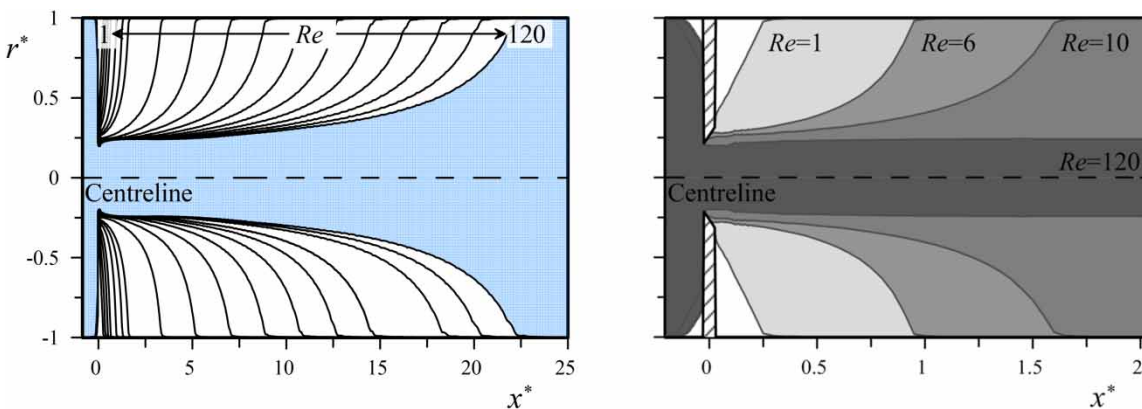 r*
1
0.5
0
-0.5
-1
1 Re 120
Centreline
0 5 10 15 20 25
x*
Re=1 Re=6 Re=10
Re=120
Centreline
0 0.5 1 1.5 2
x*